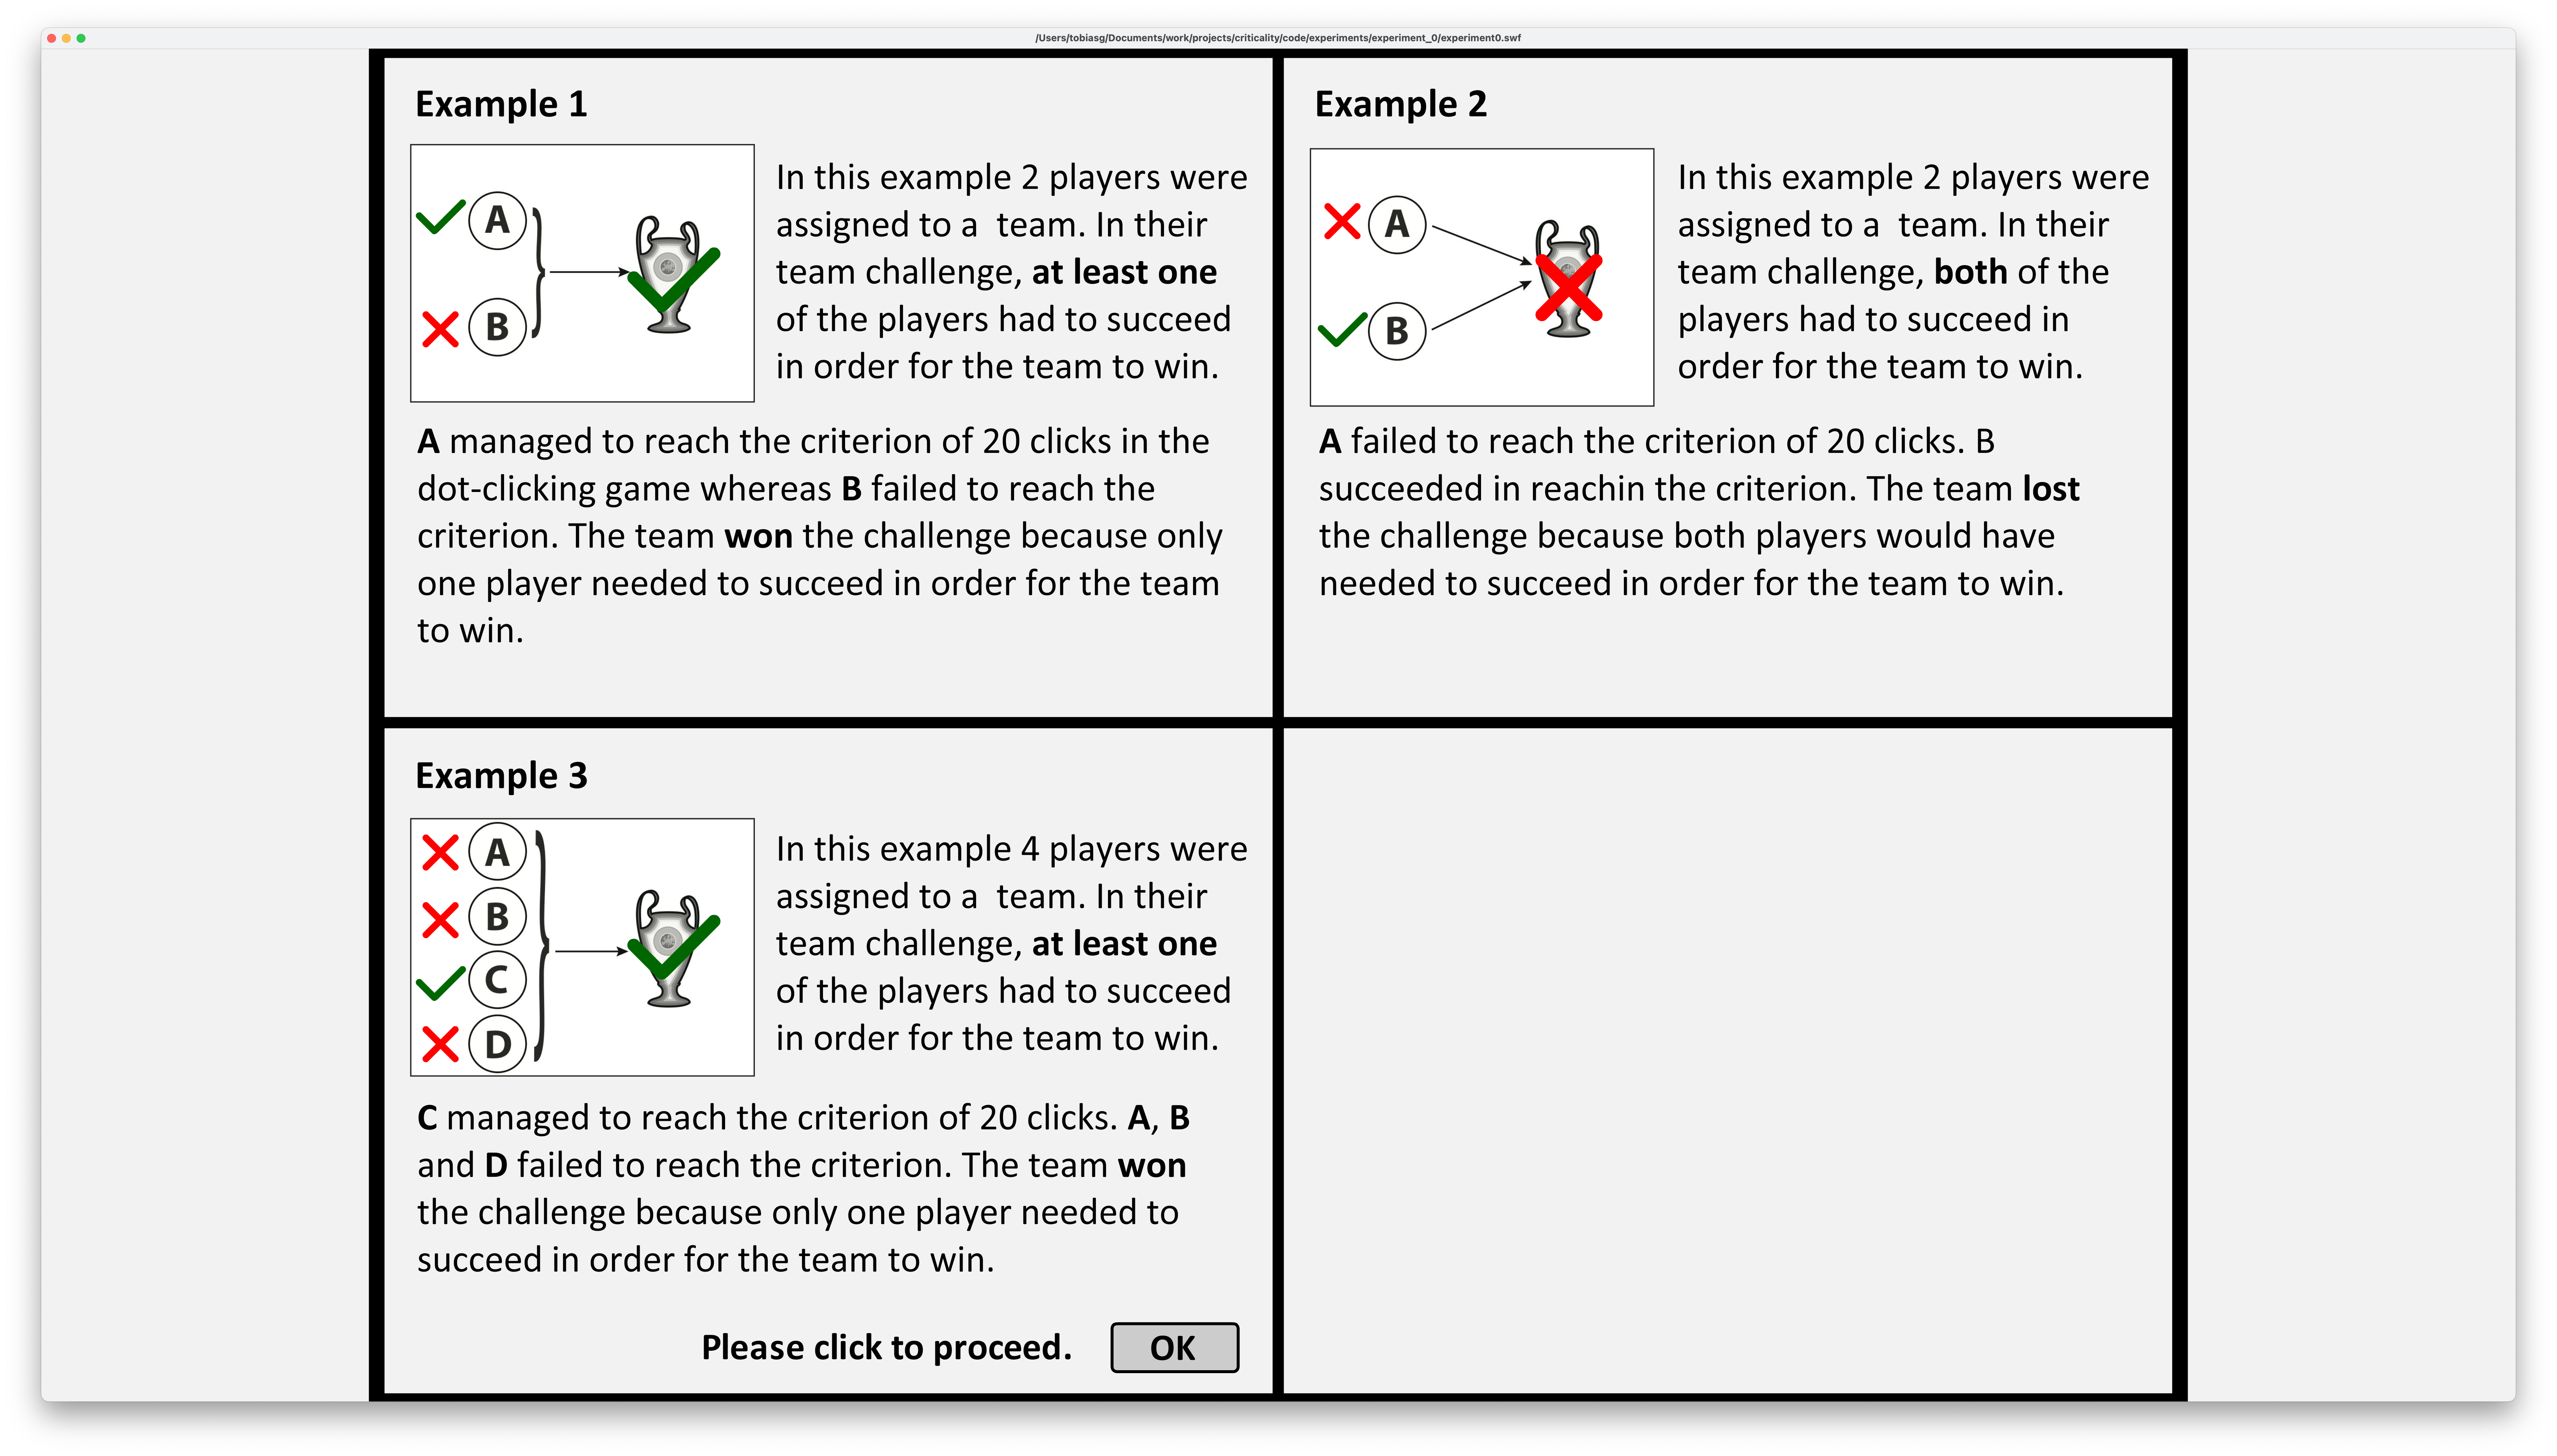 /Users/tobiasg/Documents/work/projects/criticality/code/experiments/experiment_0/experiment0.swf
Example 1
A
B
In this example 2 players were
assigned to a  team. In their
team challenge, at least one
of the players had to succeed
in order for the team to win.
A managed to reach the criterion of 20 clicks in the
dot-clicking game whereas B failed to reach the
criterion. The team won the challenge because only
one player needed to succeed in order for the team
to win.
Example 2
A
B
In this example 2 players were
assigned to a  team. In their
team challenge, both of the
players had to succeed in
order for the team to win.
A failed to reach the criterion of 20 clicks. B
succeeded in reachin the criterion. The team lost
the challenge because both players would have
needed to succeed in order for the team to win.
Example 3
A
B
C
D
In this example 4 players were
assigned to a  team. In their
team challenge, at least one
of the players had to succeed
in order for the team to win.
C managed to reach the criterion of 20 clicks. A, B
and D failed to reach the criterion. The team won
the challenge because only one player needed to
succeed in order for the team to win.
Please click to proceed.
OK